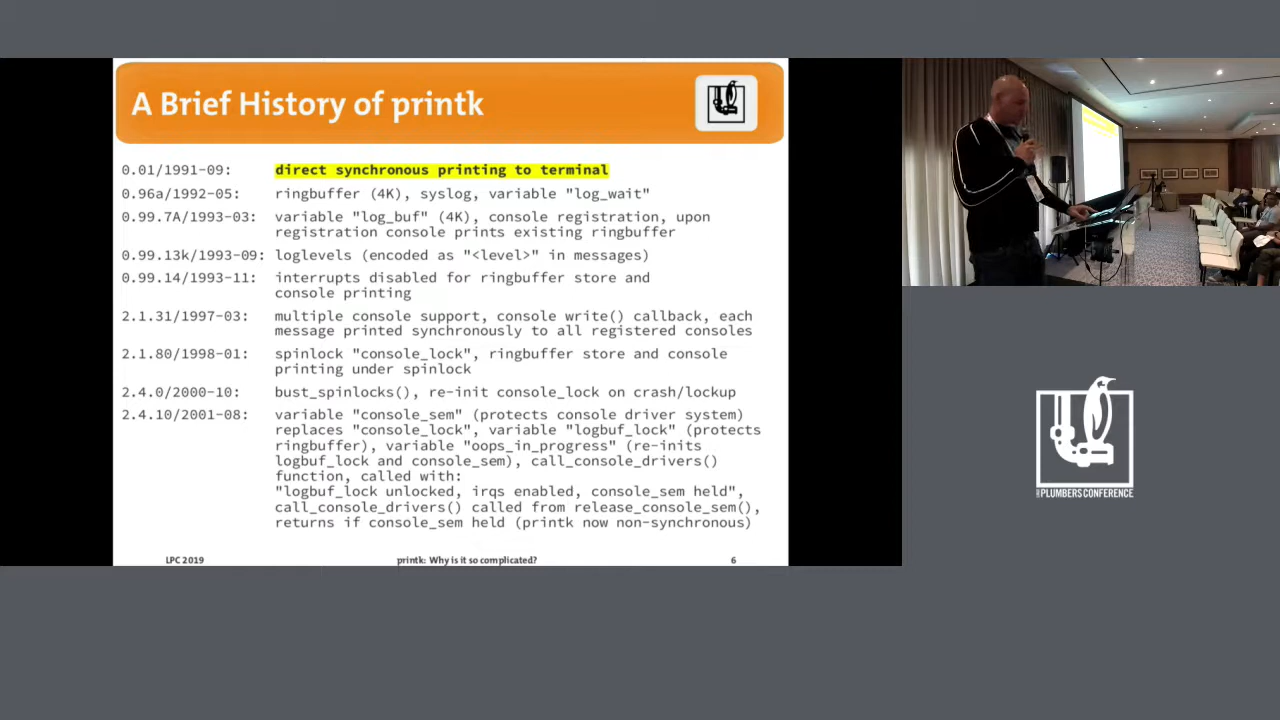 A Brief History of printk
0.01/1991-09: direct synchronous printing to terminal
0.96a/1992-05: ringbuffer (4K), syslog, variable "log_wait"
0.99.7A/1993-03: variable "log_buf" (4K), console registration, upon
registration console prints existing ringbuffer
0.99.13k/1993-09: loglevels (encoded as "<level>" in messages)
0.99.14/1993-11: interrupts disabled for ringbuffer store and
console printing
2.1.31/1997-03: multiple console support, console write() callback, each
message printed synchronously to all registered consoles
2.1.80/1998-01: spinlock "console_lock", ringbuffer store and console
printing under spinlock
2.4.0/2000-10: bust_spinlocks(), re-init console_lock on crash/lockup
2.4.10/2001-08: variable "console_sem" (protects console driver system)
replaces "console_lock", variable "logbuf_lock" (protects
ringbuffer), variable "oops_in_progress" (re-inits
logbuf_lock and console_sem), call_console_drivers()
function, called with:
"logbuf_lock unlocked, irqs enabled, console_sem held",
call_console_drivers() called from release_console_sem(),
returns if console_sem held (printk now non-synchronous)
LPC 2019 printk: Why is it so complicated? 6
PLUMBERS CONFERENCE